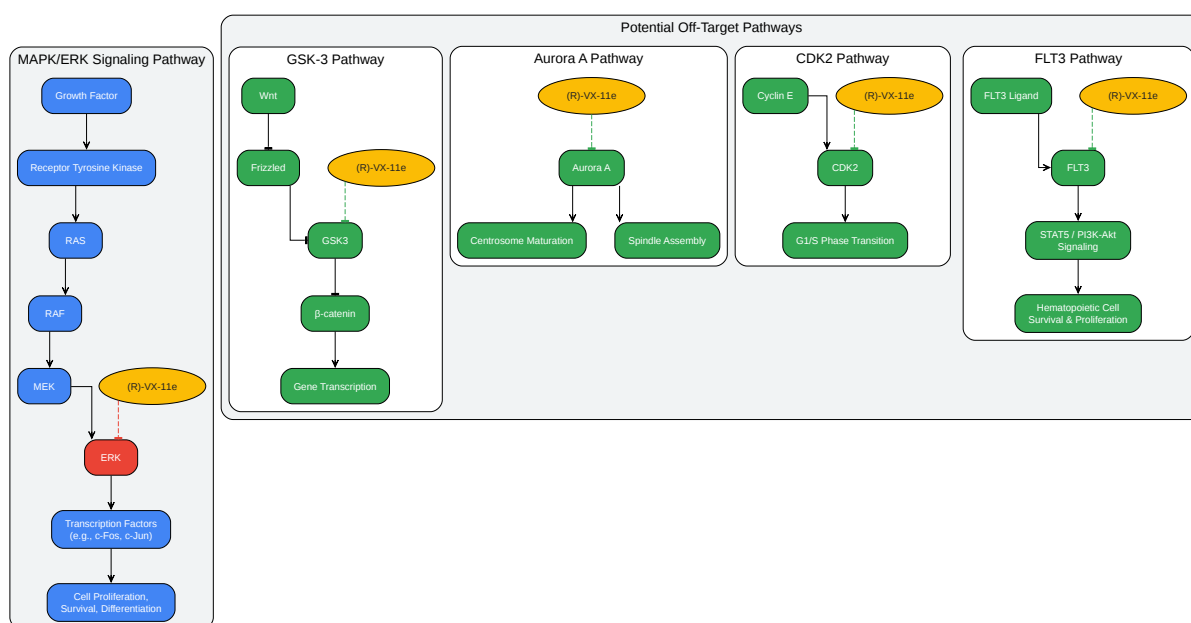 MAPK/ERK Signaling Pathway
Growth Factor
Receptor Tyrosine Kinase
RAS
RAF
MEK
(R)-VX-11e
ERK
Transcription Factors
(e.g., c-Fos, c-Jun)
Cell Proliferation,
Survival, Differentiation
Potential Off-Target Pathways
GSK-3 Pathway
Wnt
Frizzled
(R)-VX-11e
GSK3
β-catenin
Gene Transcription
Aurora A Pathway
(R)-VX-11e
Aurora A
Centrosome Maturation
Spindle Assembly
CDK2 Pathway
Cyclin E
(R)-VX-11e
CDK2
G1/S Phase Transition
FLT3 Pathway
FLT3 Ligand
(R)-VX-11e
FLT3
STAT5 / PI3K-Akt
Signaling
Hematopoietic Cell
Survival & Proliferation